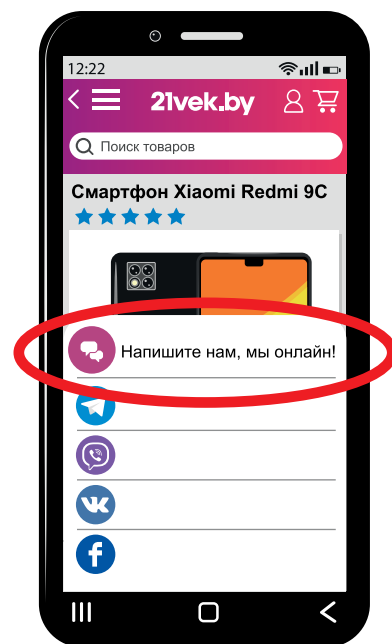 12:22
21vek.by
Поиск товаров
Смартфон Xiaomi Redmi 9C
Напишите нам, мы онлайн!